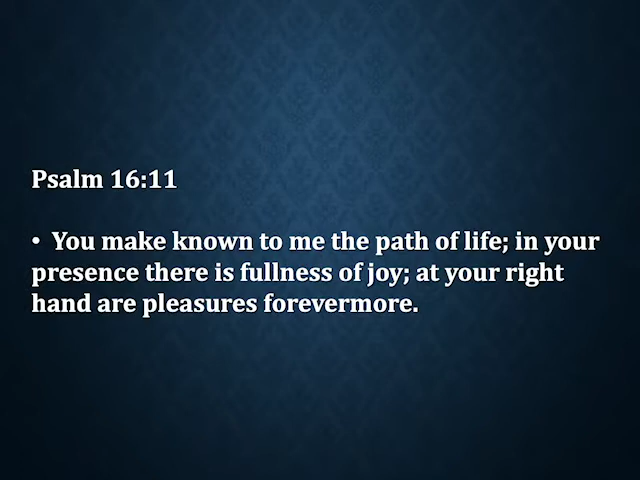 Psalm 16:11
• You make known to me the path of life; in your
presence there is fullness of joy; at your right
hand are pleasures forevermore.